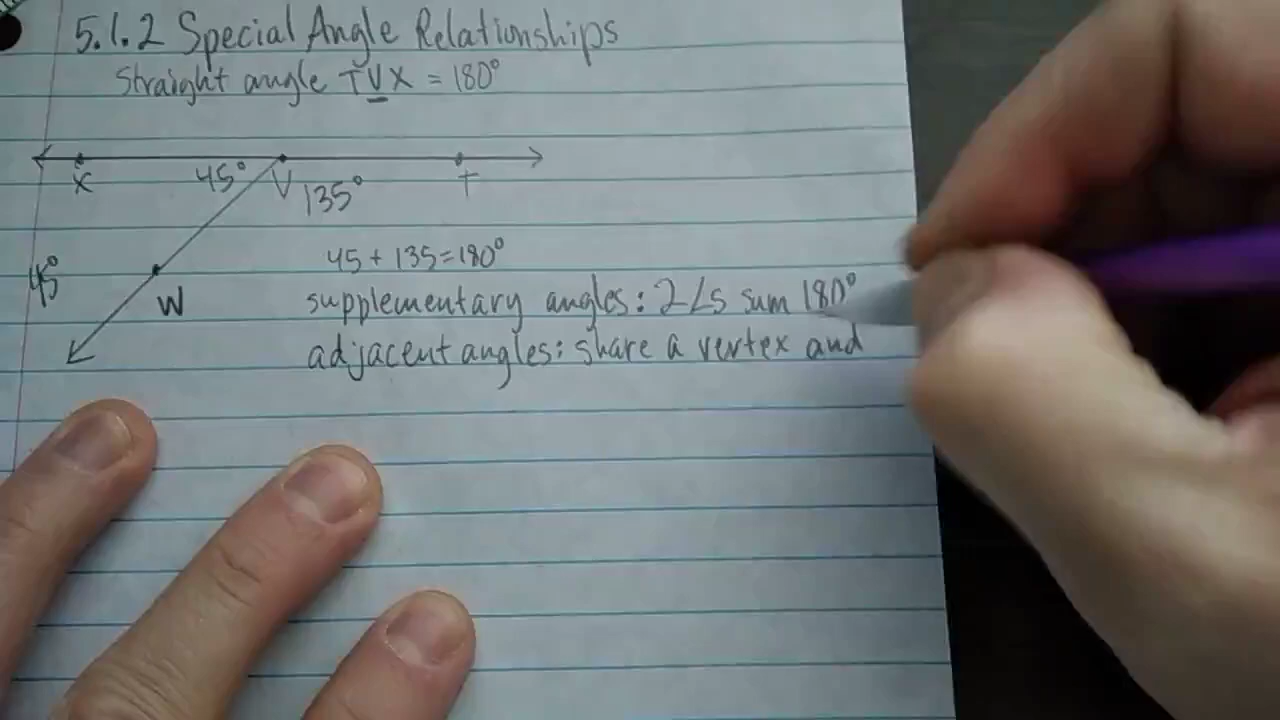 5.1.2 Special Angle Relationships
Straight angle TVX = 180°
X 45° V 135° T
45 + 135 = 180°
45°
W
supplementary angles: 2∠s sum 180°
adjacent angles: share a vertex and